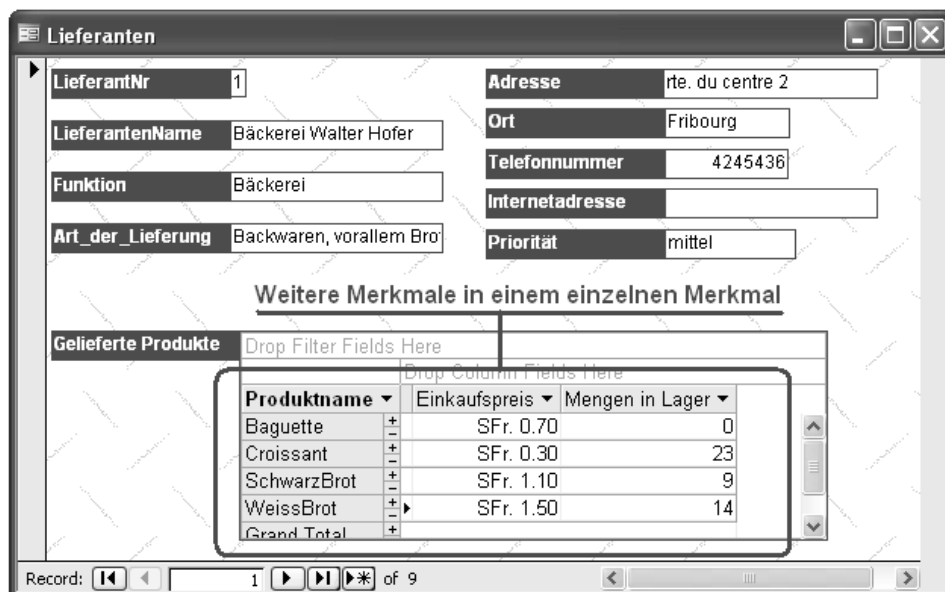 Lieferanten
LieferantNr 1
LieferantenName Bäckerei Walter Hofer
Funktion Bäckerei
Art_der_Lieferung Backwaren, vorallem Bro
Adresse rte. du centre 2
Ort Fribourg
Telefonnummer 4245436
Internetadresse
Priorität mittel
Weitere Merkmale in einem einzelnen Merkmal
Gelieferte Produkte
Drop Filter Fields Here
Drop Column Fields Here
Produktname Einkaufspreis Mengen in Lager
Baguette SFr. 0.70 0
Croissant SFr. 0.30 23
SchwarzBrot SFr. 1.10 9
WeissBrot SFr. 1.50 14
Grand Total
Record: 1 of 9